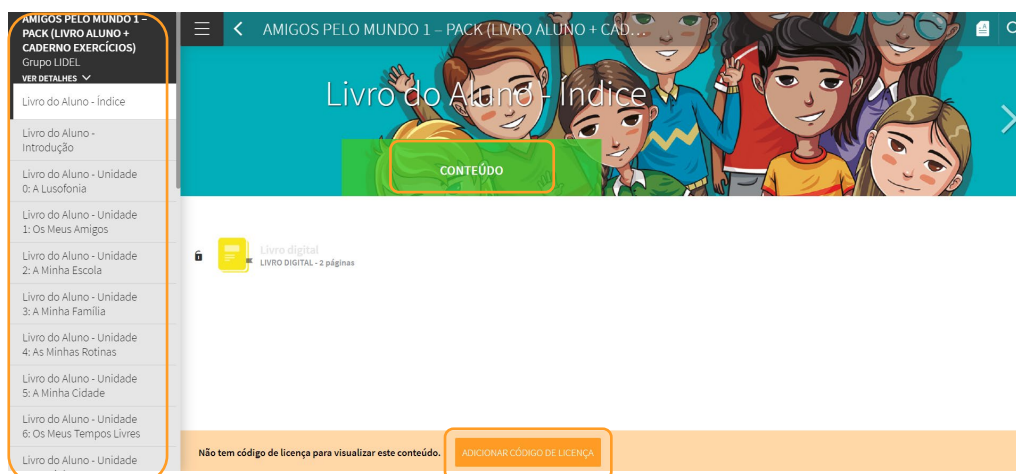 AMIGOS PELO MUNDO 1 –
PACK (LIVRO ALUNO +
CADERNO EXERCÍCIOS)
Grupo LIDEL
VER DETALHES
Livro do Aluno - Índice
Livro do Aluno -
Introdução
Livro do Aluno - Unidade
0: A Lusofonia
Livro do Aluno - Unidade
1: Os Meus Amigos
Livro do Aluno - Unidade
2: A Minha Escola
Livro do Aluno - Unidade
3: A Minha Família
Livro do Aluno - Unidade
4: As Minhas Rotinas
Livro do Aluno - Unidade
5: A Minha Cidade
Livro do Aluno - Unidade
6: Os Meus Tempos Livres
Livro do Aluno - Unidade
AMIGOS PELO MUNDO 1 – PACK (LIVRO ALUNO + CAD...
Livro do Aluno - Índice
CONTEÚDO
Livro digital
LIVRO DIGITAL - 2 páginas
Não tem código de licença para visualizar este conteúdo.
ADICIONAR CÓDIGO DE LICENÇA